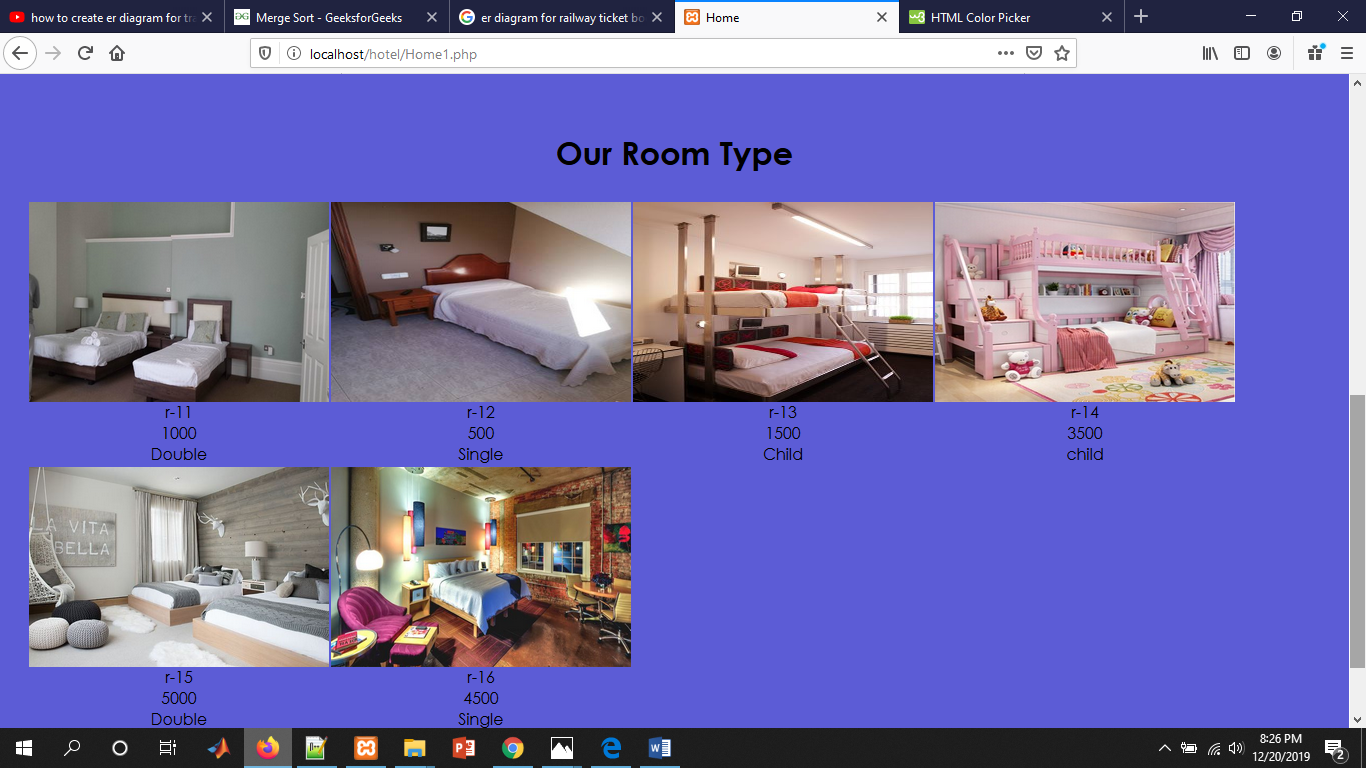 how to create er diagram for tra
Merge Sort - GeeksforGeeks
er diagram for railway ticket bo
Home
HTML Color Picker
localhost/hotel/Home1.php
Our Room Type
r-11
1000
Double
r-12
500
Single
r-13
1500
Child
r-14
3500
child
LA VITA
BELLA
r-15
5000
Double
r-16
4500
Single
8:26 PM
12/20/2019
2